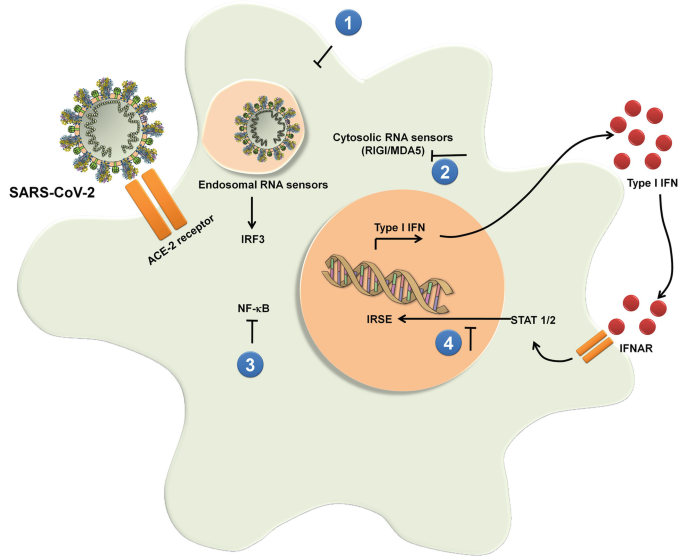 1
SARS-CoV-2
ACE-2 receptor
Endosomal RNA sensors
IRF3
NF-κB
3
Cytosolic RNA sensors
(RIGI/MDA5)
2
Type I IFN
IRSE
4
STAT 1/2
Type I IFN
IFNAR